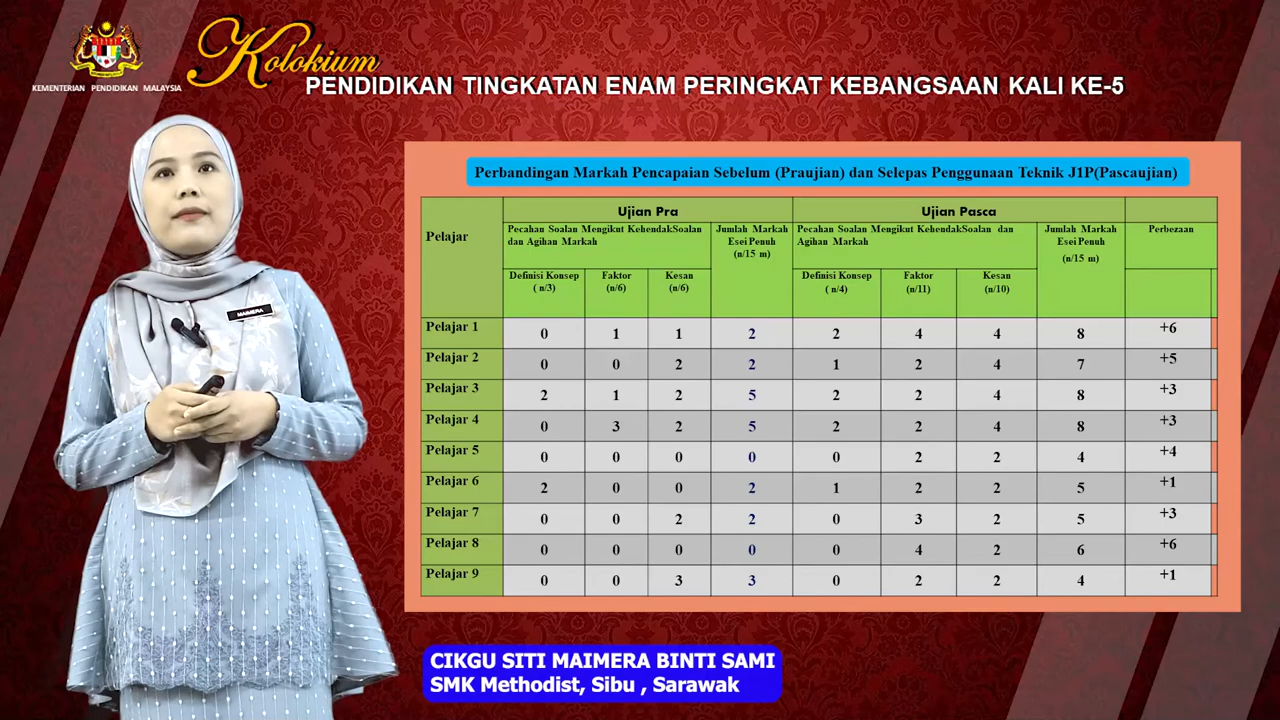 Kolokium
KEMENTERIAN PENDIDIKAN MALAYSIA
PENDIDIKAN TINGKATAN ENAM PERINGKAT KEBANGSAAN KALI KE-5
Perbandingan Markah Pencapaian Sebelum (Praujian) dan Selepas Penggunaan Teknik J1P(Pascaujian)
Pelajar
Ujian Pra
Ujian Pasca
Pecahan Soalan Mengikut KehendakSoalan
dan Agihan Markah
Jumlah Markah
Esei Penuh
(n/15 m)
Pecahan Soalan Mengikut KehendakSoalan dan
Agihan Markah
Jumlah Markah
Esei Penuh
(n/15 m)
Perbezaan
Definisi Konsep
( n/3)
Faktor
(n/6)
Kesan
(n/6)
Definisi Konsep
( n/4)
Faktor
(n/11)
Kesan
(n/10)
Pelajar 1 0 1 1 2 2 4 4 8 +6
Pelajar 2 0 0 2 2 1 2 4 7 +5
Pelajar 3 2 1 2 5 2 2 4 8 +3
Pelajar 4 0 3 2 5 2 2 4 8 +3
Pelajar 5 0 0 0 0 0 2 2 4 +4
Pelajar 6 2 0 0 2 1 2 2 5 +1
Pelajar 7 0 0 2 2 0 3 2 5 +3
Pelajar 8 0 0 0 0 0 4 2 6 +6
Pelajar 9 0 0 3 3 0 2 2 4 +1
MAIMERA
CIKGU SITI MAIMERA BINTI SAMI
SMK Methodist, Sibu , Sarawak